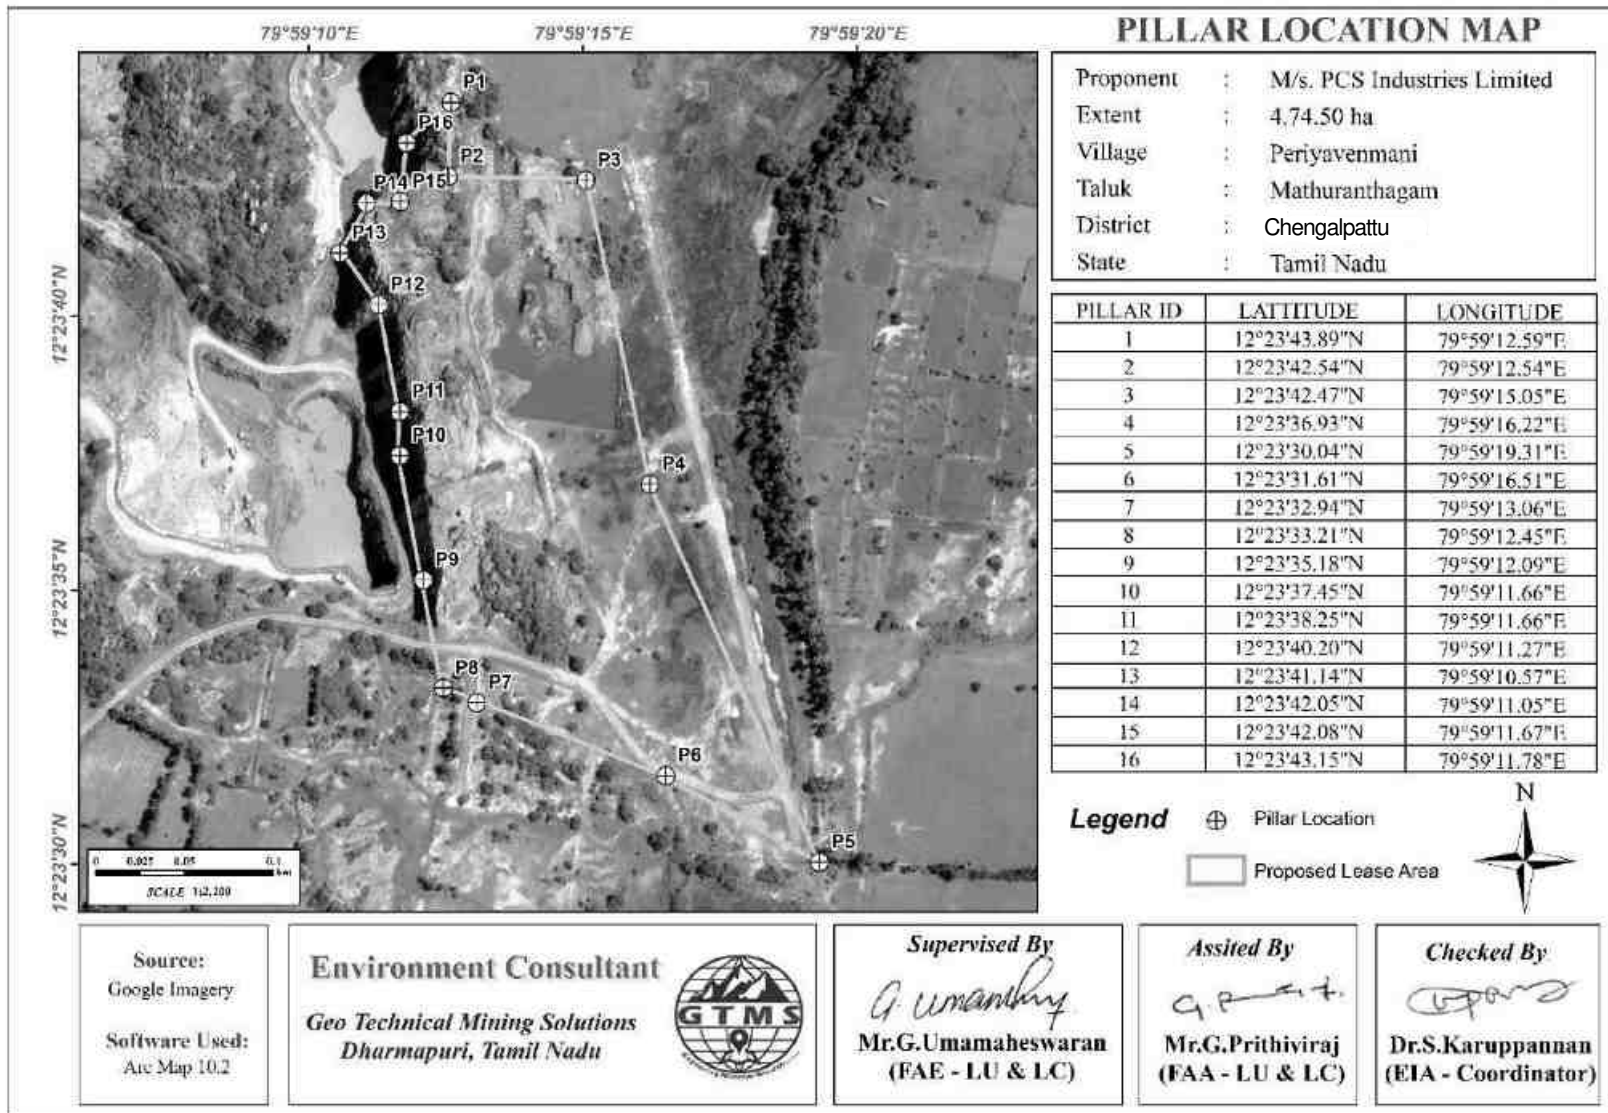 79°59'10"E 79°59'15"E 79°59'20"E
PILLAR LOCATION MAP
Proponent : M/s. PCS Industries Limited
Extent : 4.74.50 ha
Village : Periyavenmani
Taluk : Mathuranthagam
District : Chengalpattu
State : Tamil Nadu
PILLAR ID LATTITUDE LONGITUDE
1 12°23'43.89"N 79°59'12.59"E
2 12°23'42.54"N 79°59'12.54"E
3 12°23'42.47"N 79°59'15.05"E
4 12°23'36.93"N 79°59'16.22"E
5 12°23'30.04"N 79°59'19.31"E
6 12°23'31.61"N 79°59'16.51"E
7 12°23'32.94"N 79°59'13.06"E
8 12°23'33.21"N 79°59'12.45"E
9 12°23'35.18"N 79°59'12.09"E
10 12°23'37.45"N 79°59'11.66"E
11 12°23'38.25"N 79°59'11.66"E
12 12°23'40.20"N 79°59'11.27"E
13 12°23'41.14"N 79°59'10.57"E
14 12°23'42.05"N 79°59'11.05"E
15 12°23'42.08"N 79°59'11.67"E
16 12°23'43.15"N 79°59'11.78"E
P1
P16
P2
P3
P14
P15
P13
P12
P11
P10
P4
P9
P8
P7
P6
P5
12°23'40"N
12°23'35"N
12°23'30"N
0 0.025 0.05 0.1
km
SCALE 1:2,200
Legend
Pillar Location
Proposed Lease Area
N
Source:
Google Imagery
Software Used:
Arc Map 10.2
Environment Consultant
Geo Technical Mining Solutions
Dharmapuri, Tamil Nadu
GTMS
Supervised By
G. Umamhy
Mr.G.Umamaheswaran
(FAE - LU & LC)
Assited By
Mr.G.Prithiviraj
(FAA - LU & LC)
Checked By
Dr.S.Karuppannan
(EIA - Coordinator)